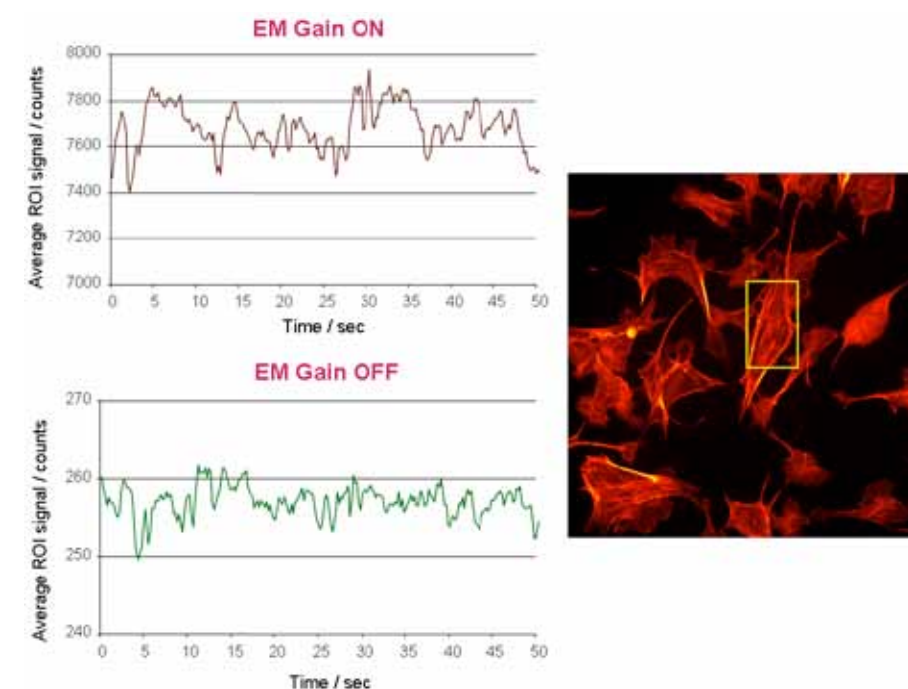 EM Gain ON
Average ROI signal / counts
8000
7800
7600
7400
7200
7000
0 5 10 15 20 25 30 35 40 45 50
Time / sec
EM Gain OFF
Average ROI signal / counts
270
260
250
240
0 5 10 15 20 25 30 35 40 45 50
Time / sec